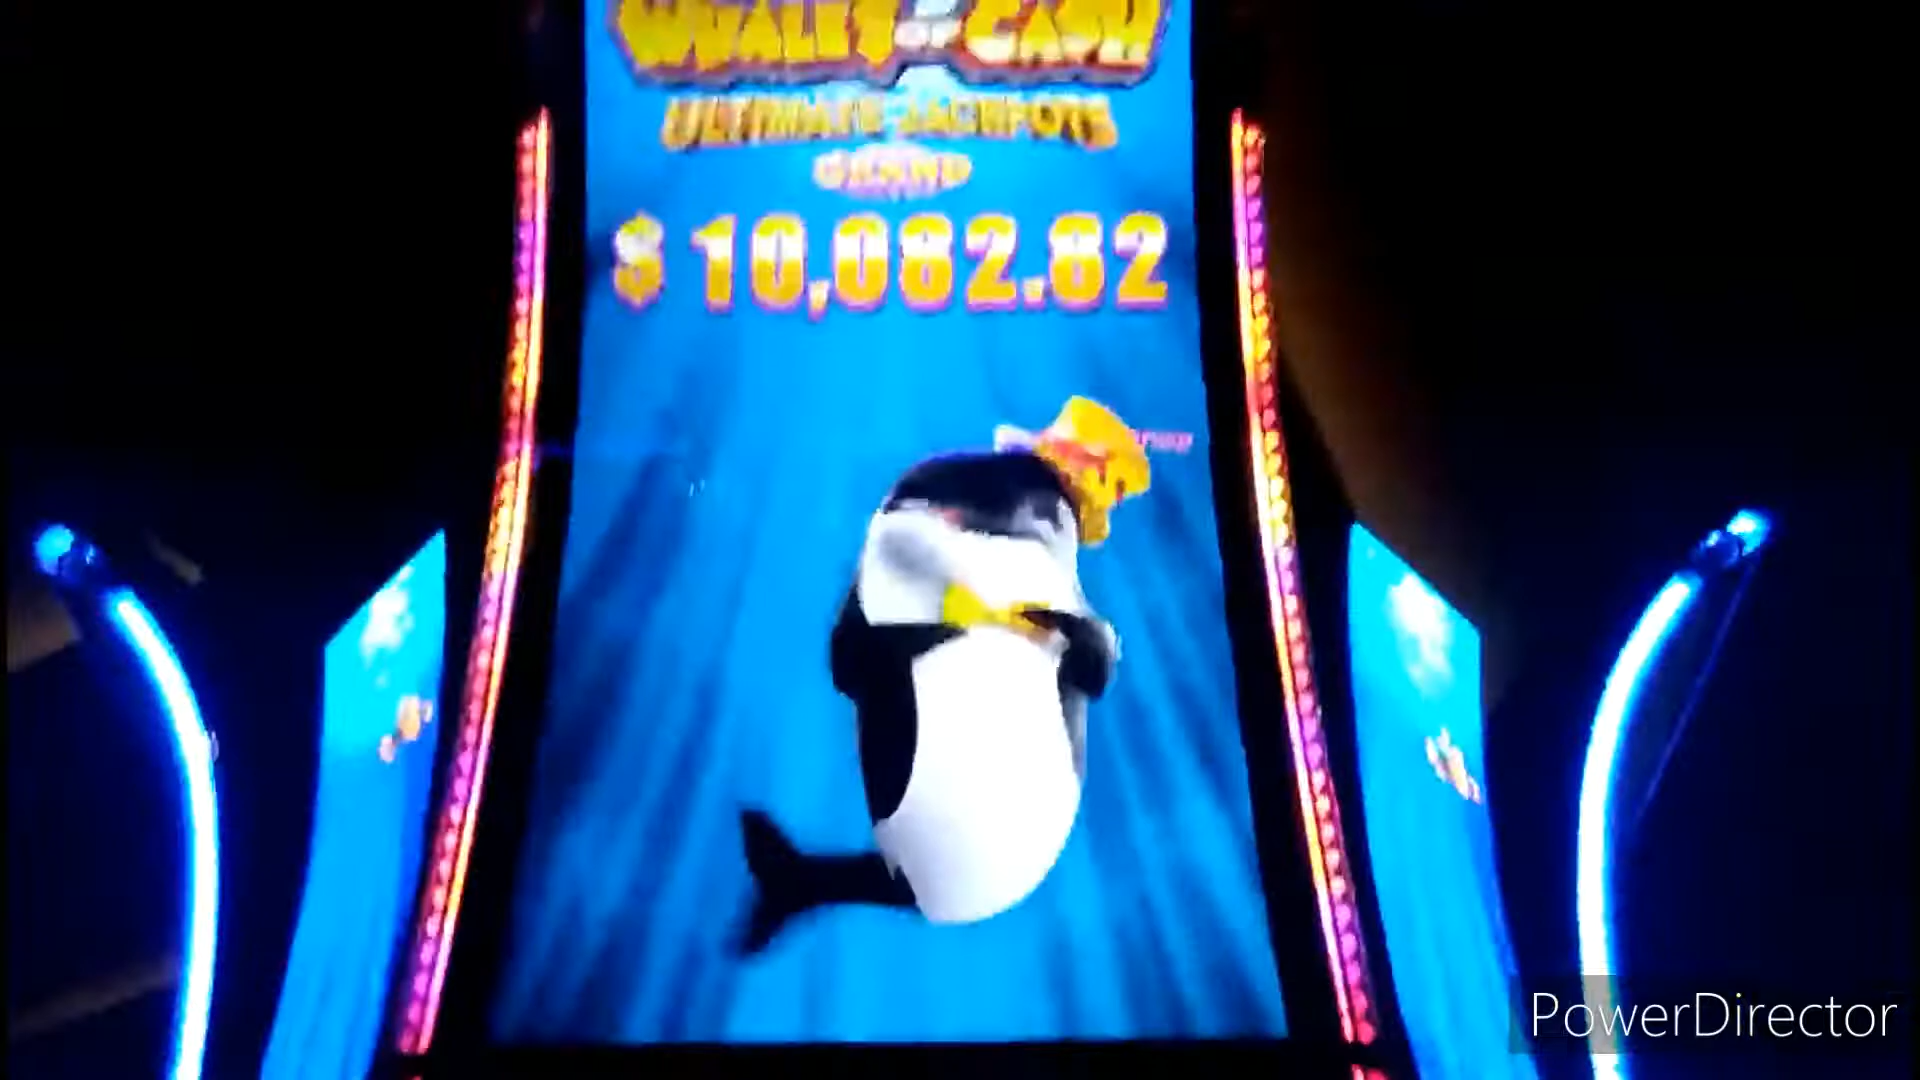 WHALES OF CASH
ULTIMATE JACKPOTS
GRAND
$10,082.82
PowerDirector